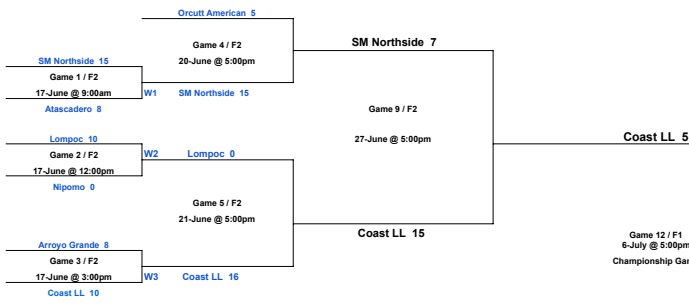 Orcutt American 5
Game 4 / F2
20-June @ 5:00pm
SM Northside 7
SM Northside 15
Game 1 / F2
17-June @ 9:00am
W1 SM Northside 15
Atascadero 8
Game 9 / F2
27-June @ 5:00pm
Coast LL 5
Lompoc 10
Game 2 / F2
W2 Lompoc 0
17-June @ 12:00pm
Nipomo 0
Game 5 / F2
21-June @ 5:00pm
Coast LL 15
Arroyo Grande 8
Game 3 / F2
17-June @ 3:00pm
W3 Coast LL 16
Coast LL 10
Game 12 / F1
6-July @ 5:00pm
Championship